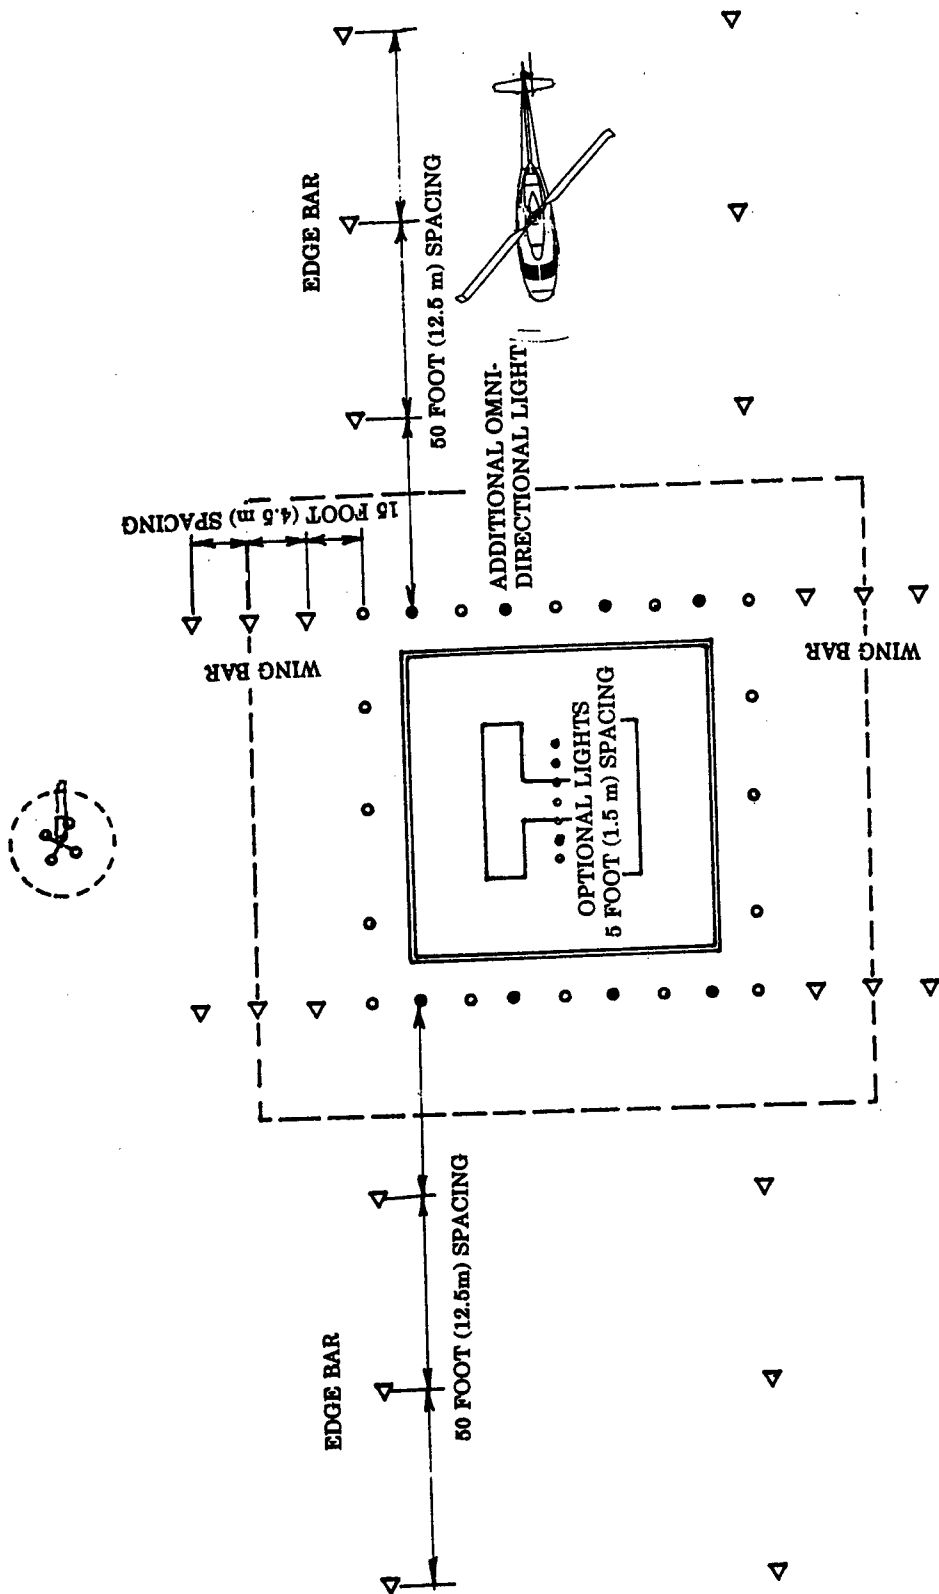 EDGE BAR
50 FOOT (12.5 m) SPACING
15 FOOT (4.5 m) SPACING
ADDITIONAL OMNI-
DIRECTIONAL LIGHT
WING BAR
WING BAR
OPTIONAL LIGHTS
5 FOOT (1.5 m) SPACING
50 FOOT (12.5m) SPACING
EDGE BAR